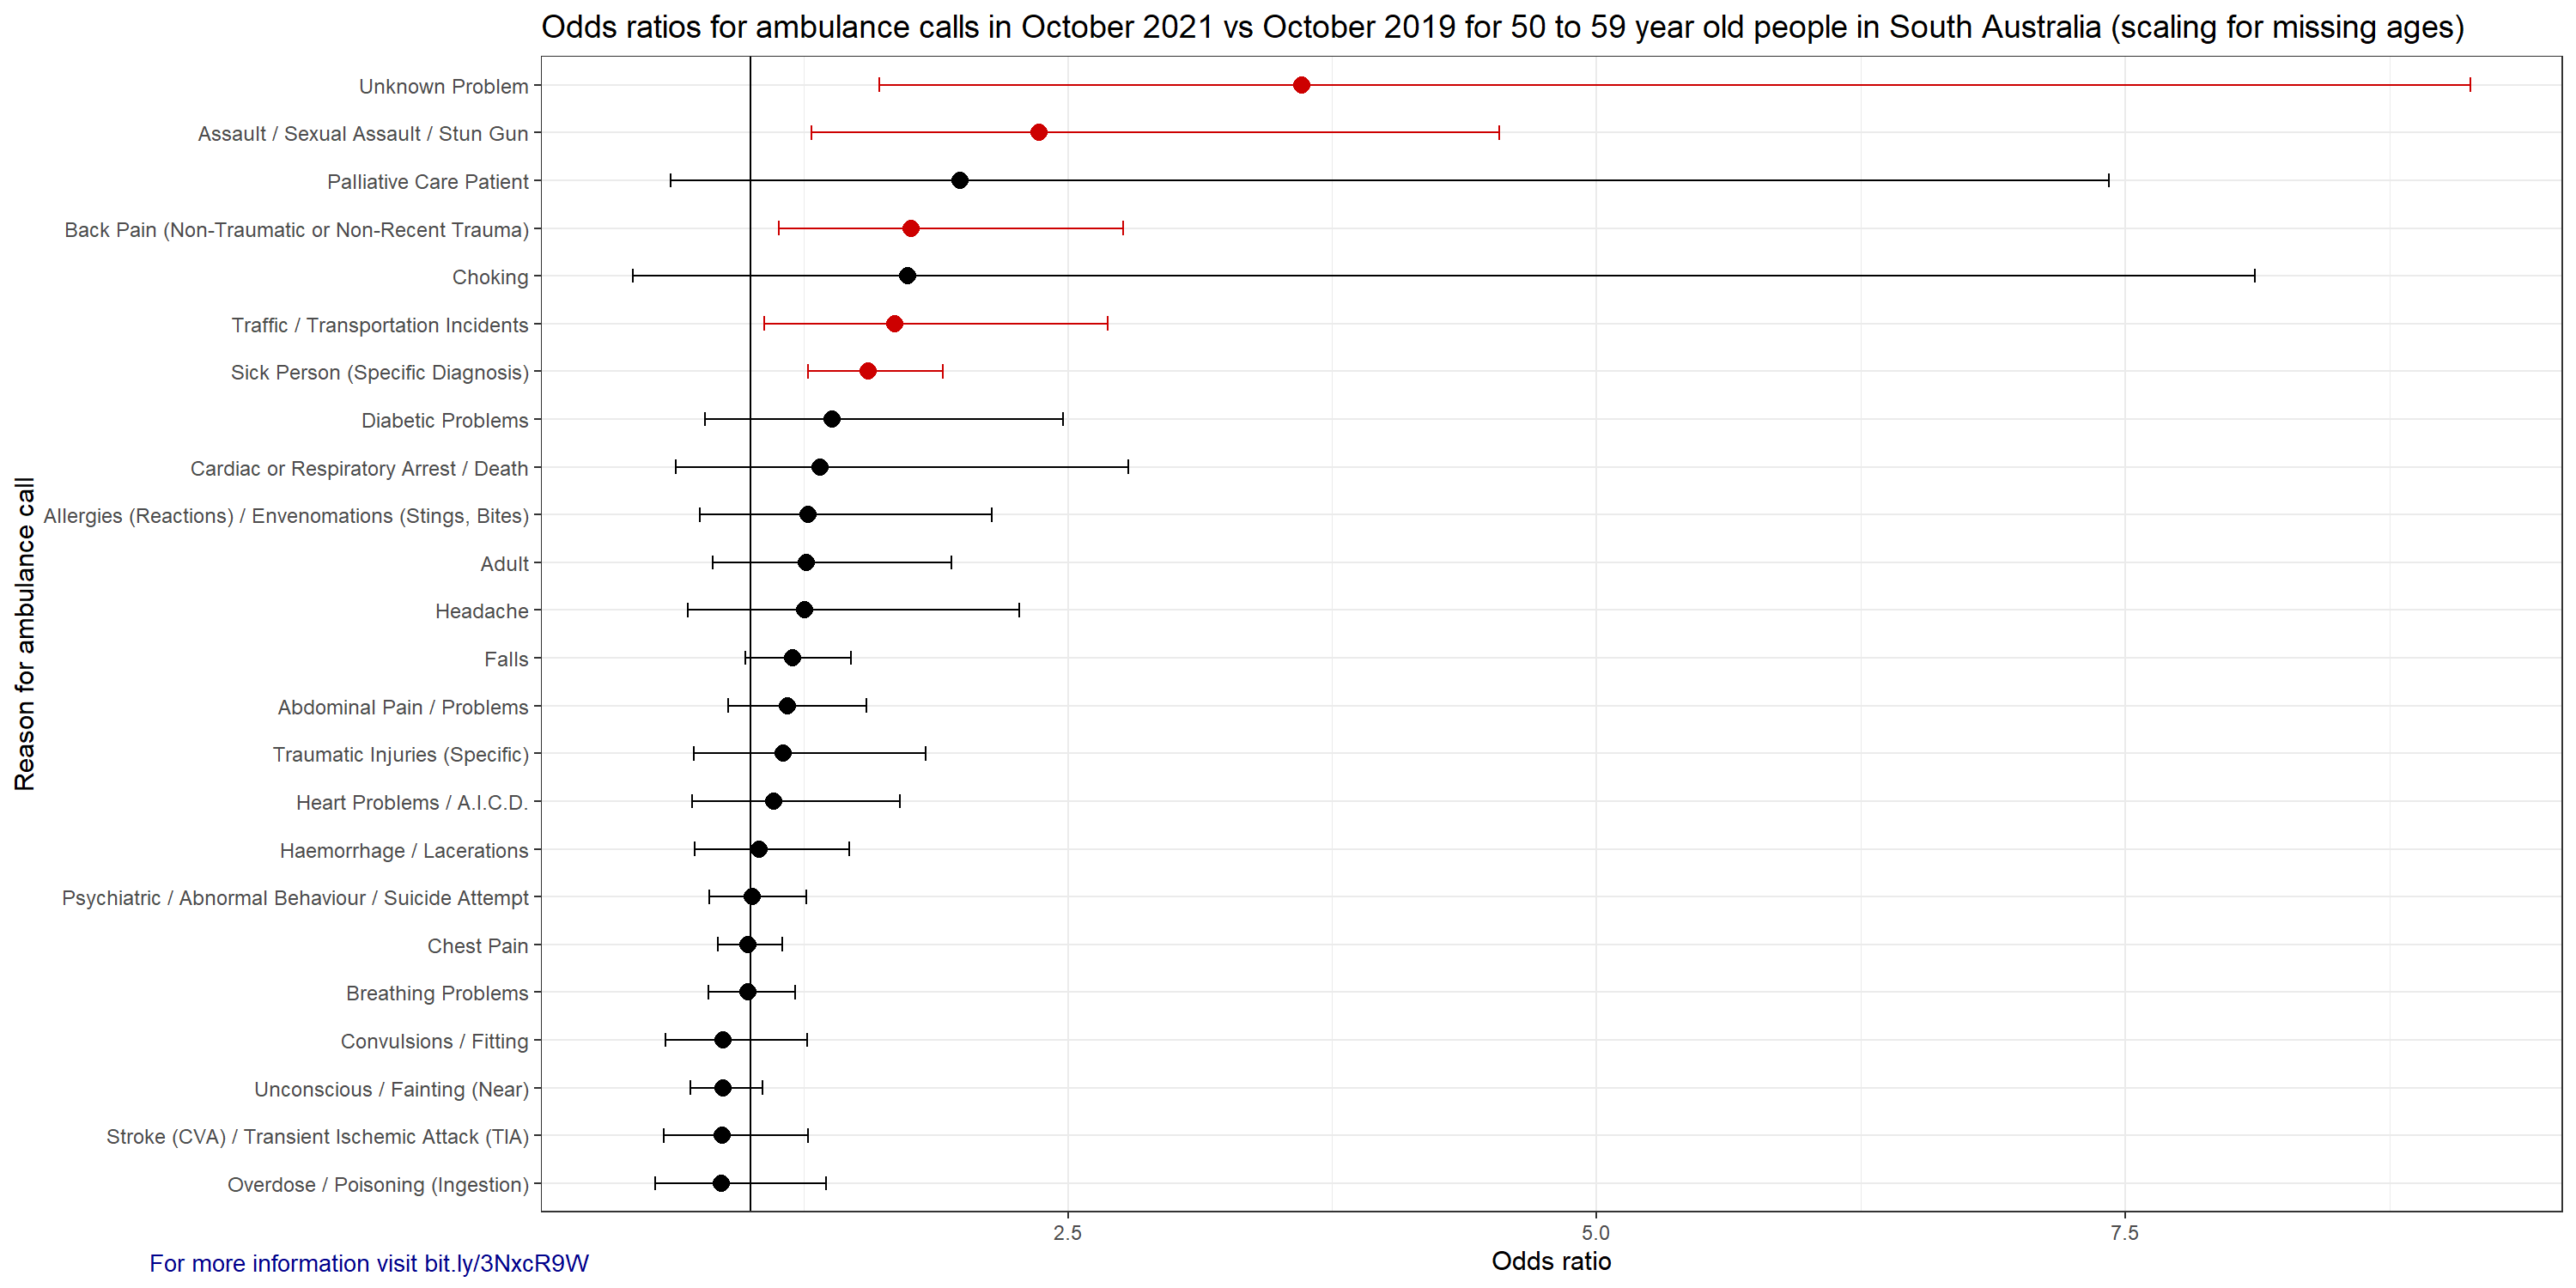 Odds ratios for ambulance calls in October 2021 vs October 2019 for 50 to 59 year old people in South Australia (scaling for missing ages)
Reason for ambulance call
Unknown Problem
Assault / Sexual Assault / Stun Gun
Palliative Care Patient
Back Pain (Non-Traumatic or Non-Recent Trauma)
Choking
Traffic / Transportation Incidents
Sick Person (Specific Diagnosis)
Diabetic Problems
Cardiac or Respiratory Arrest / Death
Allergies (Reactions) / Envenomations (Stings, Bites)
Adult
Headache
Falls
Abdominal Pain / Problems
Traumatic Injuries (Specific)
Heart Problems / A.I.C.D.
Haemorrhage / Lacerations
Psychiatric / Abnormal Behaviour / Suicide Attempt
Chest Pain
Breathing Problems
Convulsions / Fitting
Unconscious / Fainting (Near)
Stroke (CVA) / Transient Ischemic Attack (TIA)
Overdose / Poisoning (Ingestion)
2.5 5.0 7.5
Odds ratio
For more information visit bit.ly/3NxcR9W